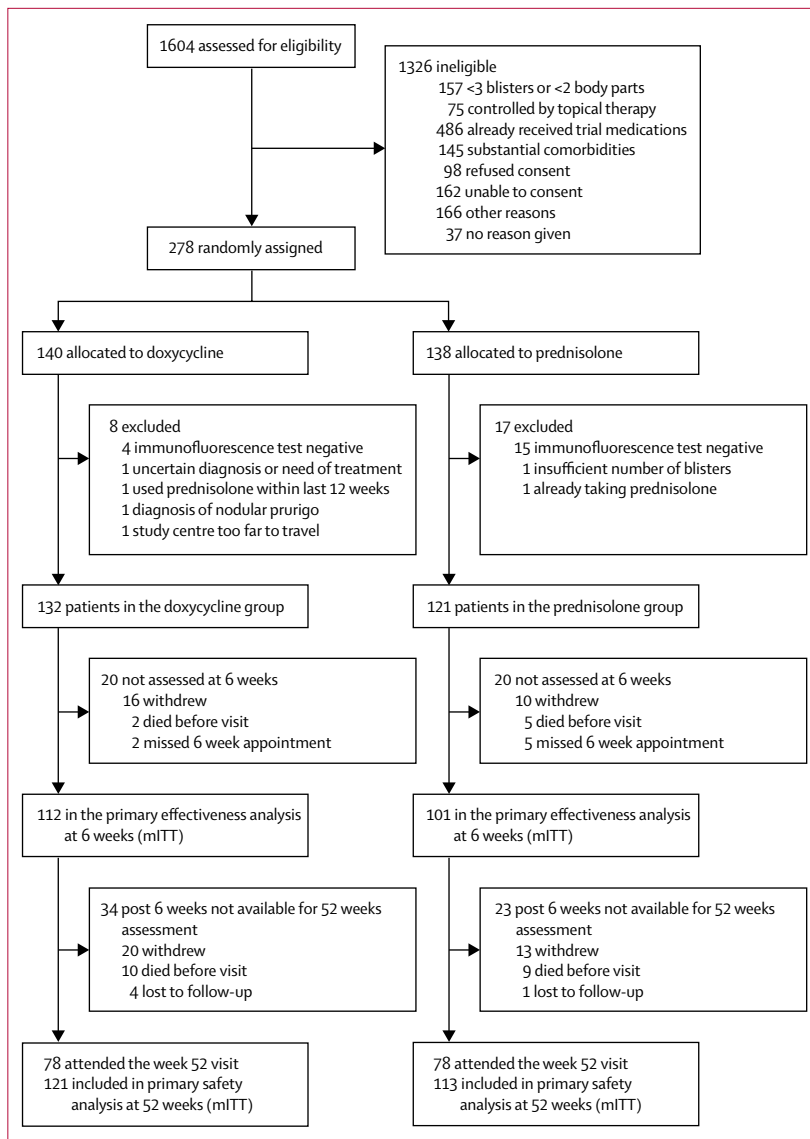 1604 assessed for eligibility
1326 ineligible
157 <3 blisters or <2 body parts
75 controlled by topical therapy
486 already received trial medications
145 substantial comorbidities
98 refused consent
162 unable to consent
166 other reasons
37 no reason given
278 randomly assigned
140 allocated to doxycycline
138 allocated to prednisolone
8 excluded
4 immunofluorescence test negative
1 uncertain diagnosis or need of treatment
1 used prednisolone within last 12 weeks
1 diagnosis of nodular prurigo
1 study centre too far to travel
17 excluded
15 immunofluorescence test negative
1 insufficient number of blisters
1 already taking prednisolone
132 patients in the doxycycline group
121 patients in the prednisolone group
20 not assessed at 6 weeks
16 withdrew
2 died before visit
2 missed 6 week appointment
20 not assessed at 6 weeks
10 withdrew
5 died before visit
5 missed 6 week appointment
112 in the primary effectiveness analysis
at 6 weeks (mITT)
101 in the primary effectiveness analysis
at 6 weeks (mITT)
34 post 6 weeks not available for 52 weeks
assessment
20 withdrew
10 died before visit
4 lost to follow-up
23 post 6 weeks not available for 52 weeks
assessment
13 withdrew
9 died before visit
1 lost to follow-up
78 attended the week 52 visit
121 included in primary safety
analysis at 52 weeks (mITT)
78 attended the week 52 visit
113 included in primary safety
analysis at 52 weeks (mITT)